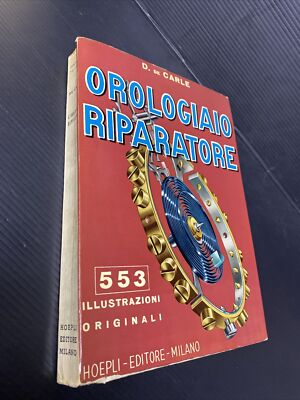 D. DE CARLE
OROLOGIAIO
RIPARATORE
553
ILLUSTRAZIONI
ORIGINALI
HOEPLI-EDITORE-MILANO
HOEPLI
EDITORE
MILANO